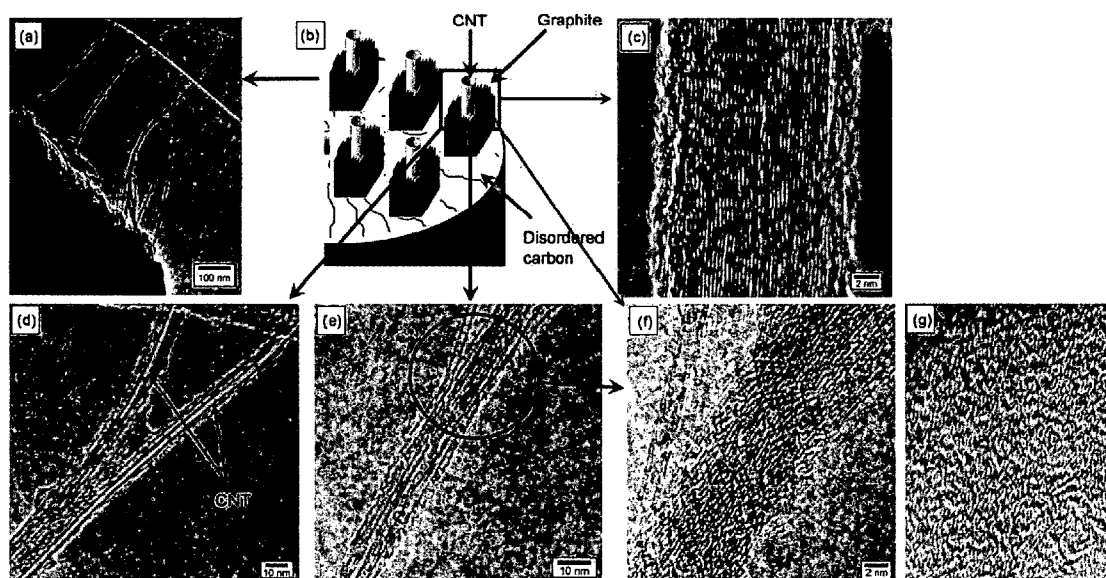 (a)
100 nm
(b)
CNT
Graphite
Disordered
carbon
(c)
2 nm
(d)
CNT
10 nm
(e)
10 nm
(f)
2 nm
(g)